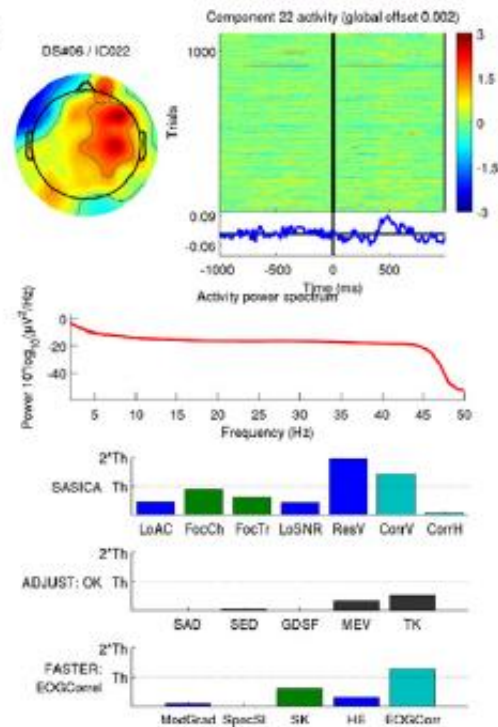 DS#06 / IC022
Component 22 activity (global offset 0.002)
1000
Trials
3
1.5
0
-1.5
-3
0.09
-0.06
-1000 -500 0 500
Time (ms)
Activity power spectrum
Power 10*log10(µV²/Hz)
0
-20
-40
5 10 15 20 25 30 35 40 45 50
Frequency (Hz)
SASICA
2*Th
Th
LoAC FocCh FocTr LoSNR ResV CorrV CorrH
ADJUST: OK
2*Th
Th
SAD SED GDSF MEV TK
FASTER:
EOGCorrel
2*Th
Th
MedGrad SpecSl SK HE EOGCorr